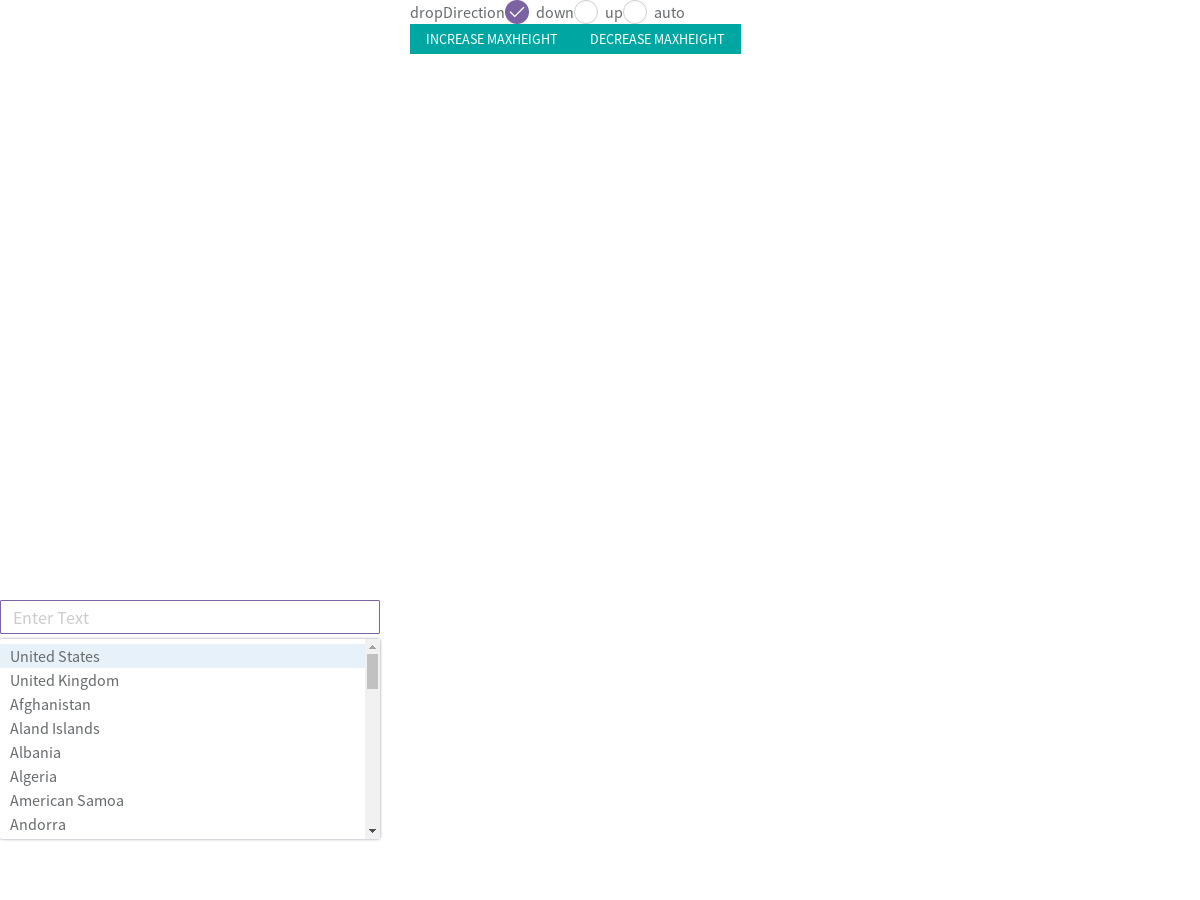 dropDirection down up auto
INCREASE MAXHEIGHT DECREASE MAXHEIGHT
Enter Text
United States
United Kingdom
Afghanistan
Aland Islands
Albania
Algeria
American Samoa
Andorra